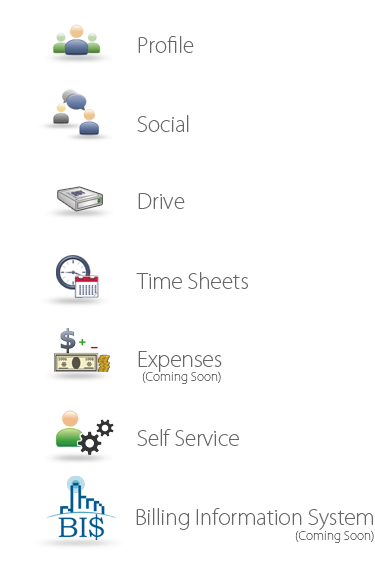 Profile
Social
Drive
Time Sheets
$ + −
Expenses
(Coming Soon)
Self Service
BI$
Billing Information System
(Coming Soon)